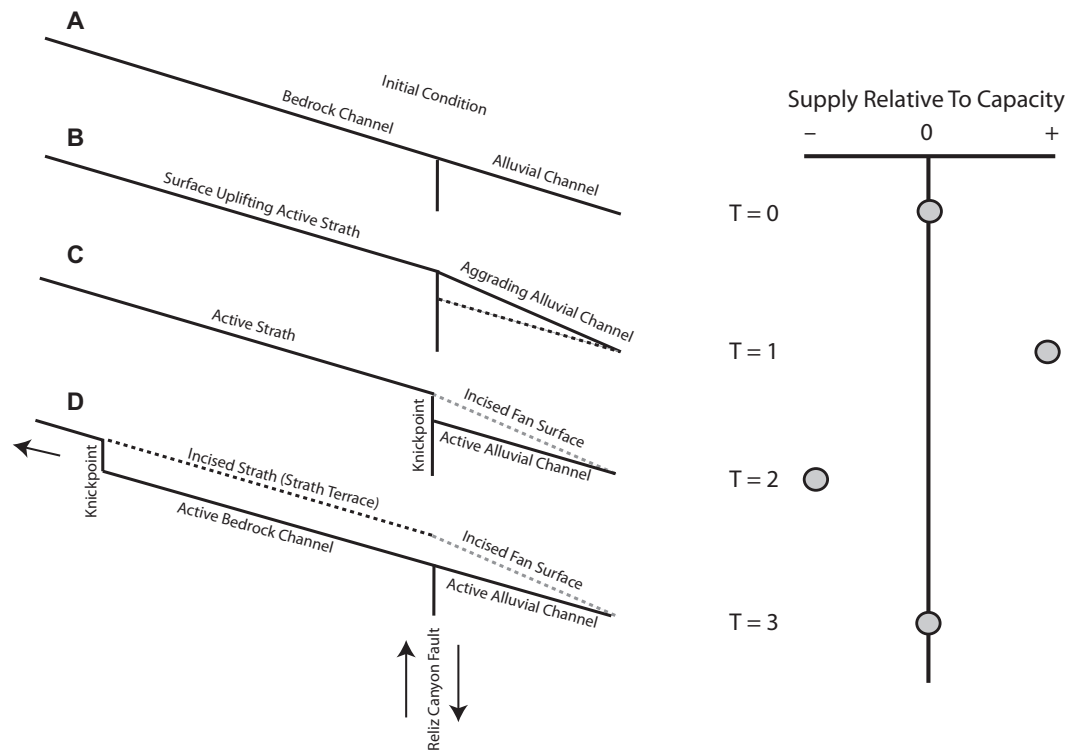 A
Initial Condition
Bedrock Channel
Alluvial Channel
B
Surface Uplifting Active Strath
Aggrading Alluvial Channel
C
Active Strath
Knickpoint
Incised Fan Surface
Active Alluvial Channel
D
Knickpoint
Incised Strath (Strath Terrace)
Active Bedrock Channel
Incised Fan Surface
Active Alluvial Channel
Reliz Canyon Fault
Supply Relative To Capacity
– 0 +
T = 0
T = 1
T = 2
T = 3